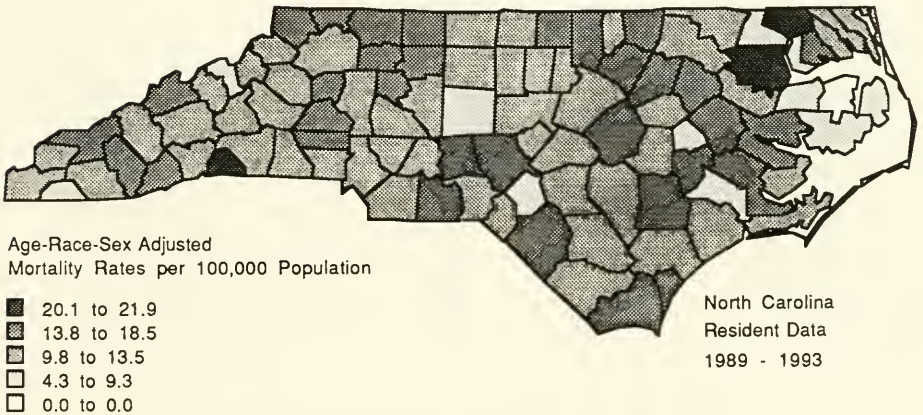 Age-Race-Sex Adjusted
Mortality Rates per 100,000 Population
20.1 to 21.9
13.8 to 18.5
9.8 to 13.5
4.3 to 9.3
0.0 to 0.0
North Carolina
Resident Data
1989 - 1993